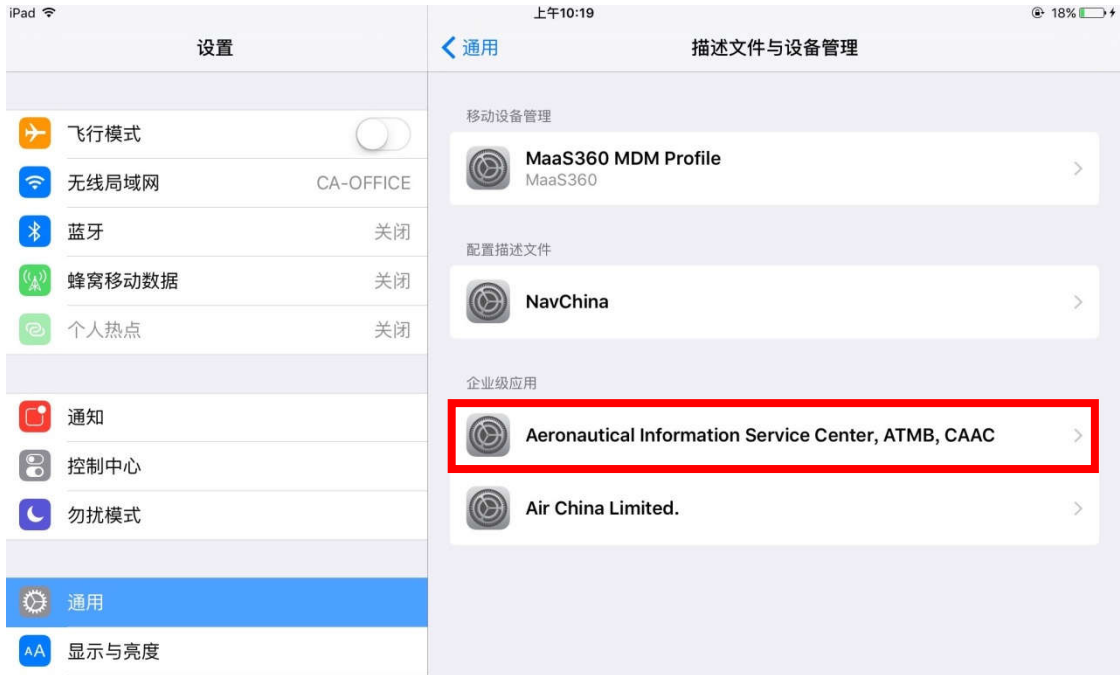 iPad
上午10:19
18%
设置
飞行模式
无线局域网
CA-OFFICE
蓝牙
关闭
蜂窝移动数据
关闭
个人热点
关闭
通知
控制中心
勿扰模式
通用
AA
显示与亮度
通用
描述文件与设备管理
移动设备管理
MaaS360 MDM Profile
MaaS360
配置描述文件
NavChina
企业级应用
Aeronautical Information Service Center, ATMB, CAAC
Air China Limited.